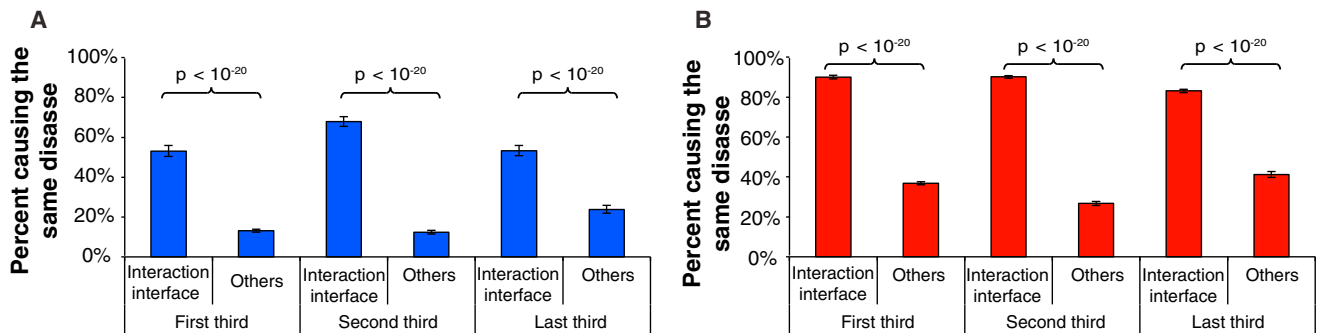 A
Percent causing the
same disasse
100%
80%
60%
40%
20%
0%
p < 10-20
p < 10-20
p < 10-20
Interaction
interface
Others
Interaction
interface
Others
Interaction
interface
Others
First third
Second third
Last third
B
Percent causing the
same disasse
100%
80%
60%
40%
20%
0%
p < 10-20
p < 10-20
p < 10-20
Interaction
interface
Others
Interaction
interface
Others
Interaction
interface
Others
First third
Second third
Last third